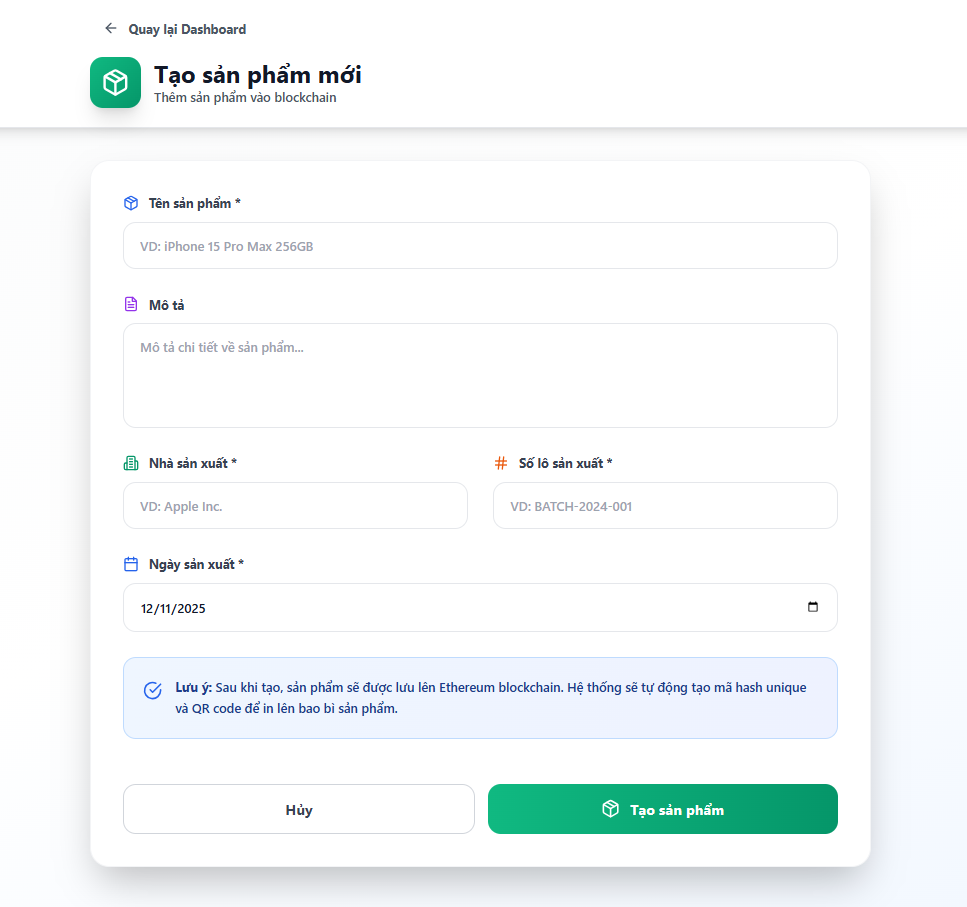 Quay lại Dashboard
Tạo sản phẩm mới
Thêm sản phẩm vào blockchain
Tên sản phẩm *
VD: iPhone 15 Pro Max 256GB
Mô tả
Mô tả chi tiết về sản phẩm...
Nhà sản xuất *
Số lô sản xuất *
VD: Apple Inc.
VD: BATCH-2024-001
Ngày sản xuất *
12/11/2025
Lưu ý: Sau khi tạo, sản phẩm sẽ được lưu lên Ethereum blockchain. Hệ thống sẽ tự động tạo mã hash unique
và QR code để in lên bao bì sản phẩm.
Hủy
Tạo sản phẩm